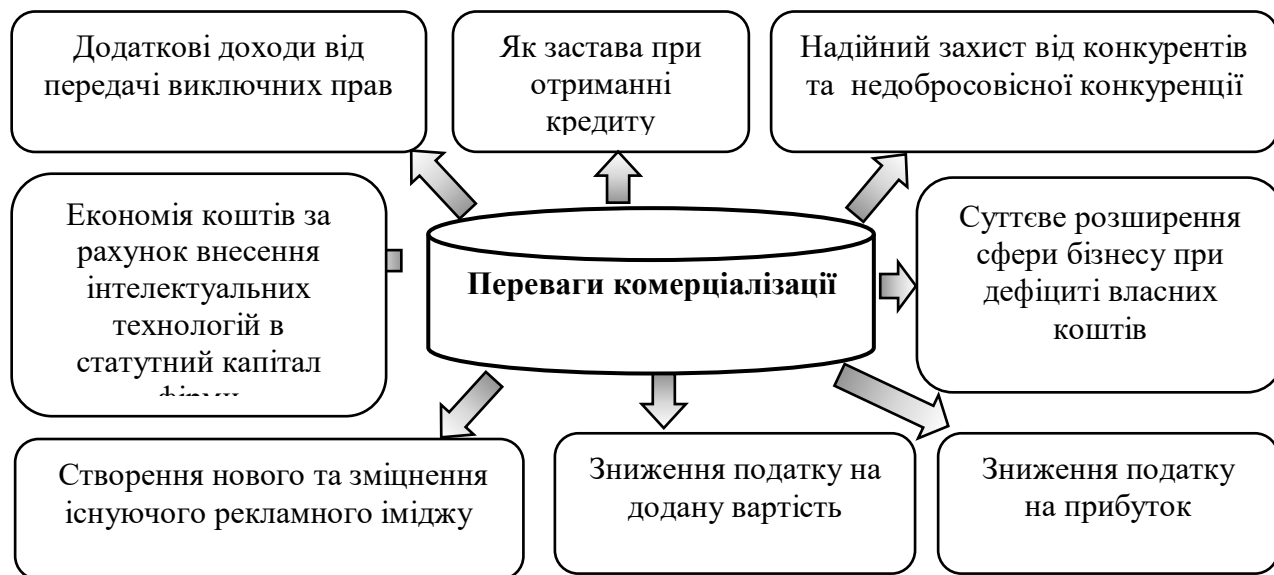 Додаткові доходи від
передачі виключних прав
Як застава при
отриманні
кредиту
Надійний захист від конкурентів
та недобросовісної конкуренції
Економія коштів за
рахунок внесення
інтелектуальних
технологій в
статутний капітал
фірми
Переваги комерціалізації
Суттєве розширення
сфери бізнесу при
дефіциті власних
коштів
Створення нового та зміцнення
існуючого рекламного іміджу
Зниження податку на
додану вартість
Зниження податку
на прибуток